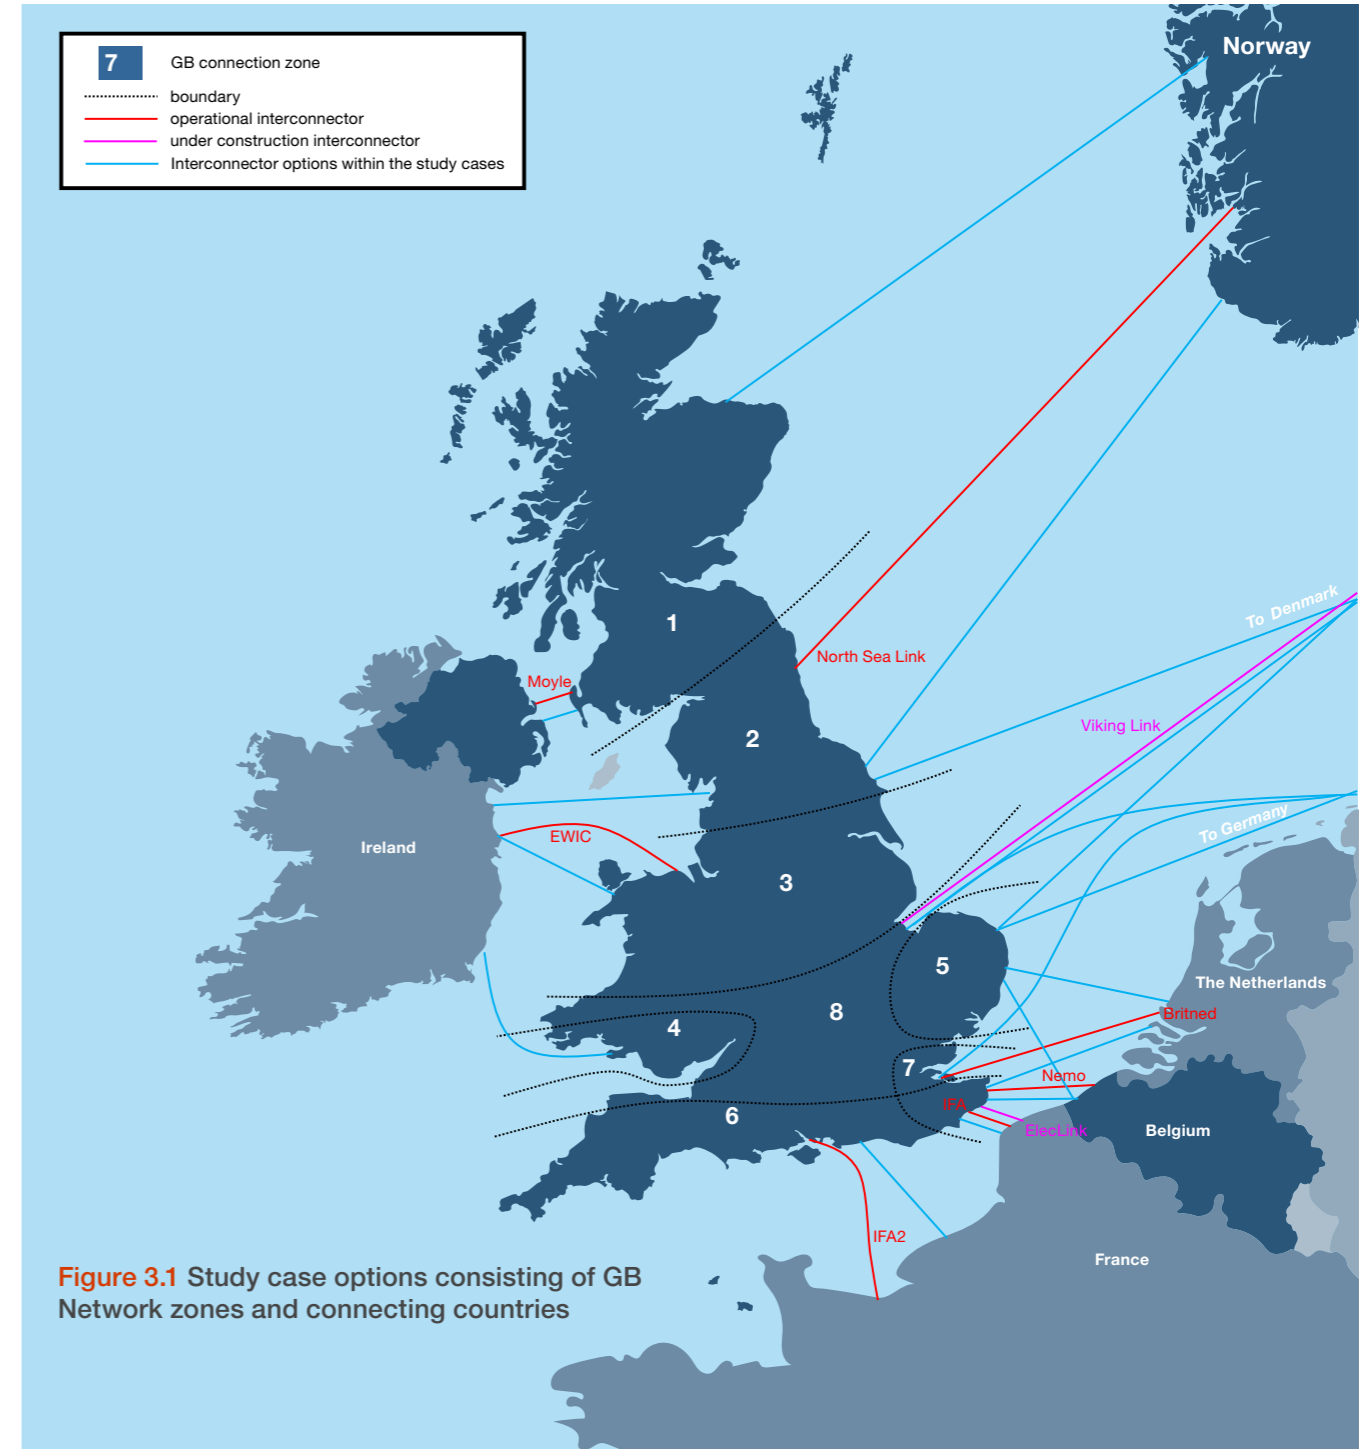 7
GB connection zone
boundary
operational interconnector
under construction interconnector
Interconnector options within the study cases
Norway
To Denmark
1
North Sea Link
Moyle
Viking Link
2
To Germany
EWIC
Ireland
3
5
The Netherlands
8
Britned
4
7
Nemo
IFA
6
ElecLink
Belgium
IFA2
France
Figure 3.1 Study case options consisting of GB
Network zones and connecting countries